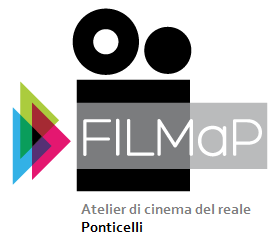 FILMaP
Atelier di cinema del reale
Ponticelli